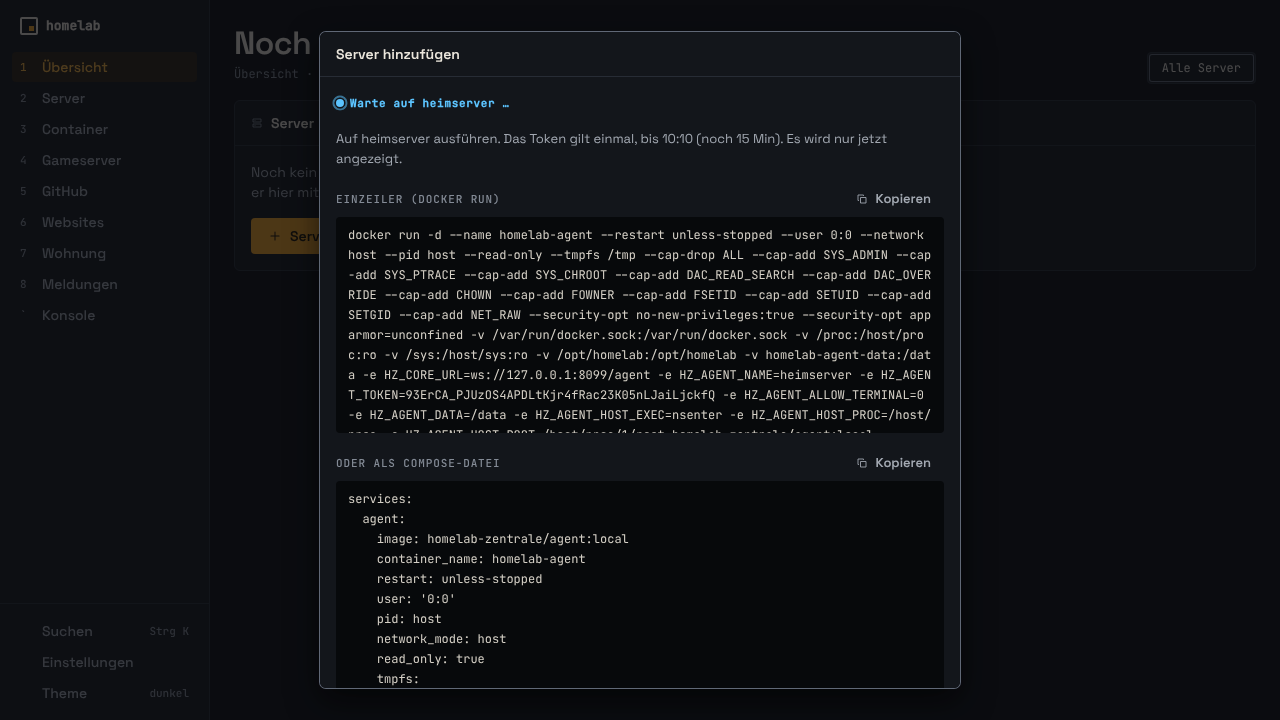 homelab
1 Übersicht
2 Server
3 Container
4 Gameserver
5 GitHub
6 Websites
7 Wohnung
8 Meldungen
` Konsole
Suchen Strg K
Einstellungen
Theme dunkel
Noch
Übersicht ·
Alle Server
Server
Noch kein
er hier mit
+ Serv
Server hinzufügen
Warte auf heimserver …
Auf heimserver ausführen. Das Token gilt einmal, bis 10:10 (noch 15 Min). Es wird nur jetzt
angezeigt.
EINZEILER (DOCKER RUN) Kopieren
docker run -d --name homelab-agent --restart unless-stopped --user 0:0 --network
host --pid host --read-only --tmpfs /tmp --cap-drop ALL --cap-add SYS_ADMIN --cap
-add SYS_PTRACE --cap-add SYS_CHROOT --cap-add DAC_READ_SEARCH --cap-add DAC_OVER
RIDE --cap-add CHOWN --cap-add FOWNER --cap-add FSETID --cap-add SETUID --cap-add
SETGID --cap-add NET_RAW --security-opt no-new-privileges:true --security-opt app
armor=unconfined -v /var/run/docker.sock:/var/run/docker.sock -v /proc:/host/pro
c:ro -v /sys:/host/sys:ro -v /opt/homelab:/opt/homelab -v homelab-agent-data:/dat
a -e HZ_CORE_URL=ws://127.0.0.1:8099/agent -e HZ_AGENT_NAME=heimserver -e HZ_AGEN
T_TOKEN=93ErCA_PJUzOS4APDLtKjr4fRac23K05nLJaiLjckfQ -e HZ_AGENT_ALLOW_TERMINAL=0
-e HZ_AGENT_DATA=/data -e HZ_AGENT_HOST_EXEC=nsenter -e HZ_AGENT_HOST_PROC=/host/
proc -e HZ_AGENT_HOST_ROOT=/host/proc/1/root homelab-zentrale/agent:local
ODER ALS COMPOSE-DATEI Kopieren
services:
agent:
image: homelab-zentrale/agent:local
container_name: homelab-agent
restart: unless-stopped
user: '0:0'
pid: host
network_mode: host
read_only: true
tmpfs: